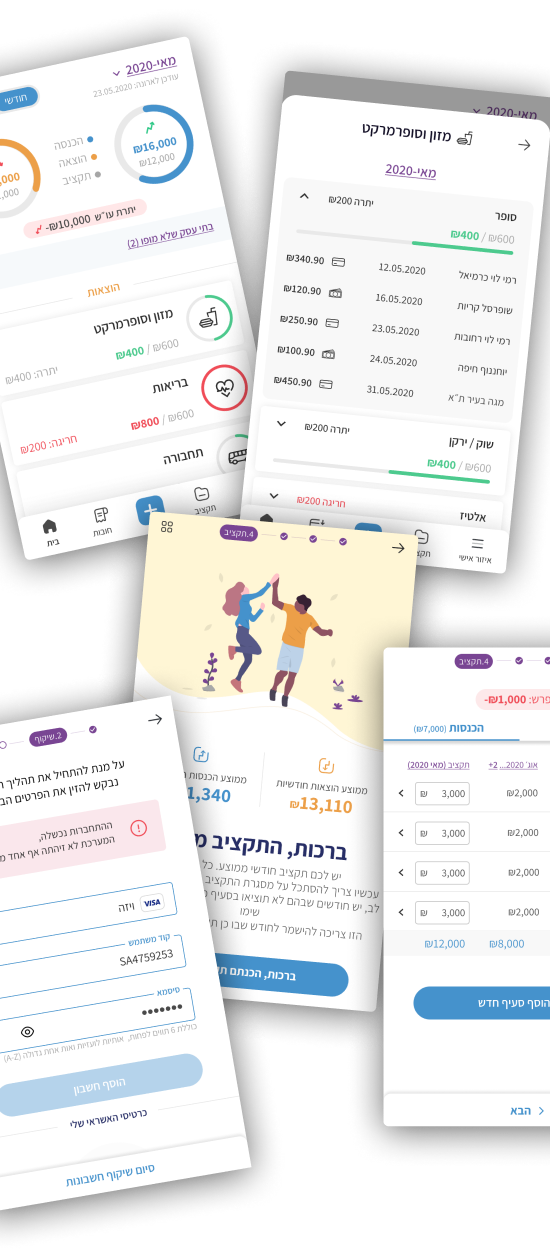 מאי-2020
עודכן לארונה: 23.05.2020
חודשי
₪16,000
₪12,000
הכנסה
הוצאה
תקציב
יתרת עו״ש ₪10,000-
בתי עסק שלא מופו (2)
הוצאות
מזון וסופרמרקט
₪400 / ₪600
יתרה: ₪400
בריאות
₪800 / ₪600
חריגה: ₪200
תחבורה
תקציב
חובות
בית
מאי-2020
מזון וסופרמרקט
מאי-2020
סופר
יתרה ₪200
₪400 / ₪600
רמי לוי כרמיאל 12.05.2020 ₪340.90
שופרסל קריות 16.05.2020 ₪120.90
רמי לוי רחובות 23.05.2020 ₪250.90
יוחננוף חיפה 24.05.2020 ₪100.90
מגה בעיר ת״א 31.05.2020 ₪450.90
שוק / ירקן
יתרה ₪200
₪400 / ₪600
אלטיז
חריגה ₪200
איזור אישי
4.תקציב
ממוצע הוצאות חודשיות
₪13,110
ממוצע הכנסות
1,340
ברכות, התקציב
יש לכם תקציב חודשי ממוצע. כל
עכשיו צריך להסתכל על מסגרת התקציב
לב, יש חודשים שבהם לא תוציאו בסעיף
שימו
הזו צריכה להישמר לחודש שבו כן
ברכות, הכנתם
4.תקציב
פרש: ₪1,000-
הכנסות (₪7,000)
אוג׳ 2020... 2+
תקציב (מאי 2020)
₪2,000 3,000 ₪
₪2,000 3,000 ₪
₪2,000 3,000 ₪
₪2,000 3,000 ₪
₪8,000 ₪12,000
הוסף סעיף חדש
הבא
2.שיקוף
על מנת להתחיל את תהליך
נבקש להזין את הפרטים
ההתחברות נכשלה,
המערכת לא זיהתה אף אחד
VISA ויזה
קוד משתמש
SA4759253
סיסמא
•••••••
כוללת 6 תווים לפחות, אותיות לועזיות ואות אחת גדולה (A-Z)
הוסף חשבון
כרטיסי האשראי שלי
סיום שיקוף חשבונות